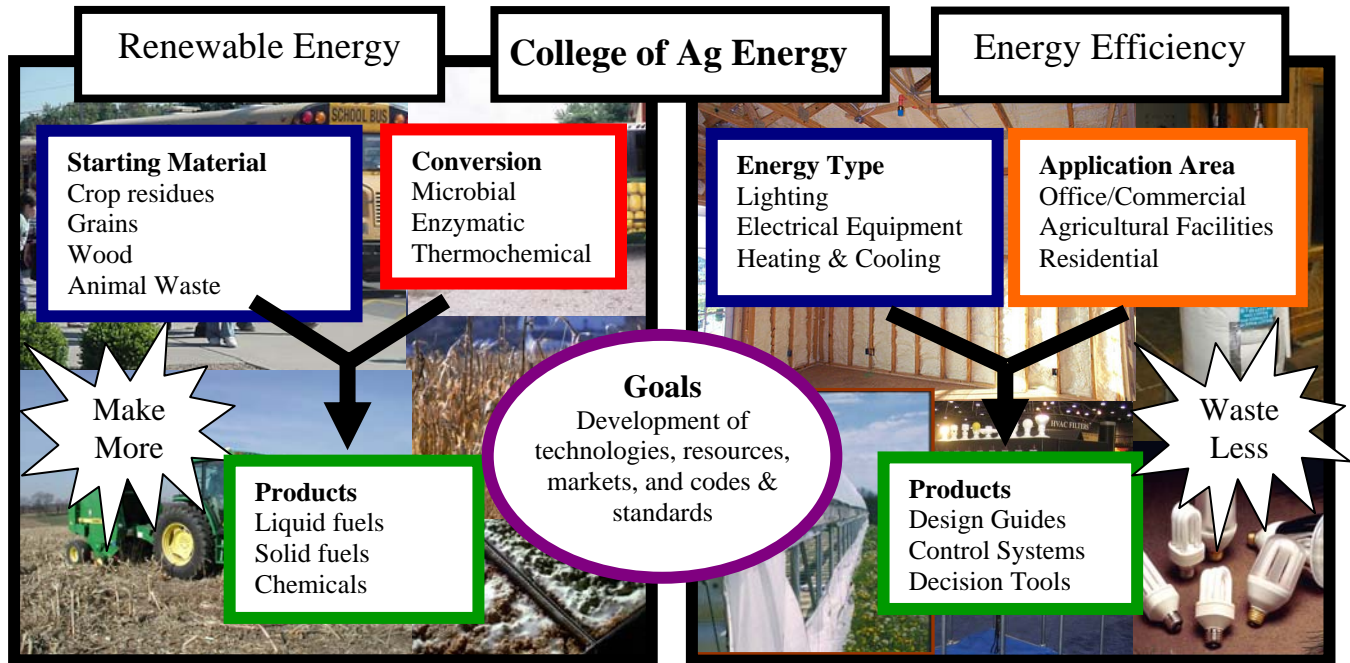 Renewable Energy
College of Ag Energy
Energy Efficiency
SCHOOL BUS
Starting Material
Crop residues
Grains
Wood
Animal Waste
Conversion
Microbial
Enzymatic
Thermochemical
Make
More
Products
Liquid fuels
Solid fuels
Chemicals
Goals
Development of
technologies, resources,
markets, and codes &
standards
Energy Type
Lighting
Electrical Equipment
Heating & Cooling
Application Area
Office/Commercial
Agricultural Facilities
Residential
HVAC FILTERS
Waste
Less
Products
Design Guides
Control Systems
Decision Tools